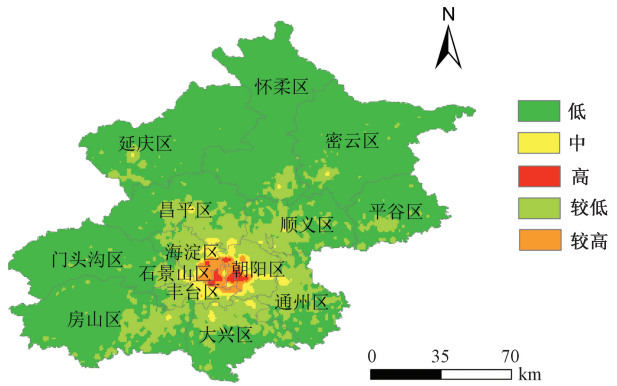 N
怀柔区
延庆区
密云区
昌平区
顺义区
平谷区
海淀区
门头沟区
石景山区
朝阳区
丰台区
通州区
房山区
大兴区
低
中
高
较低
较高
0 35 70
km